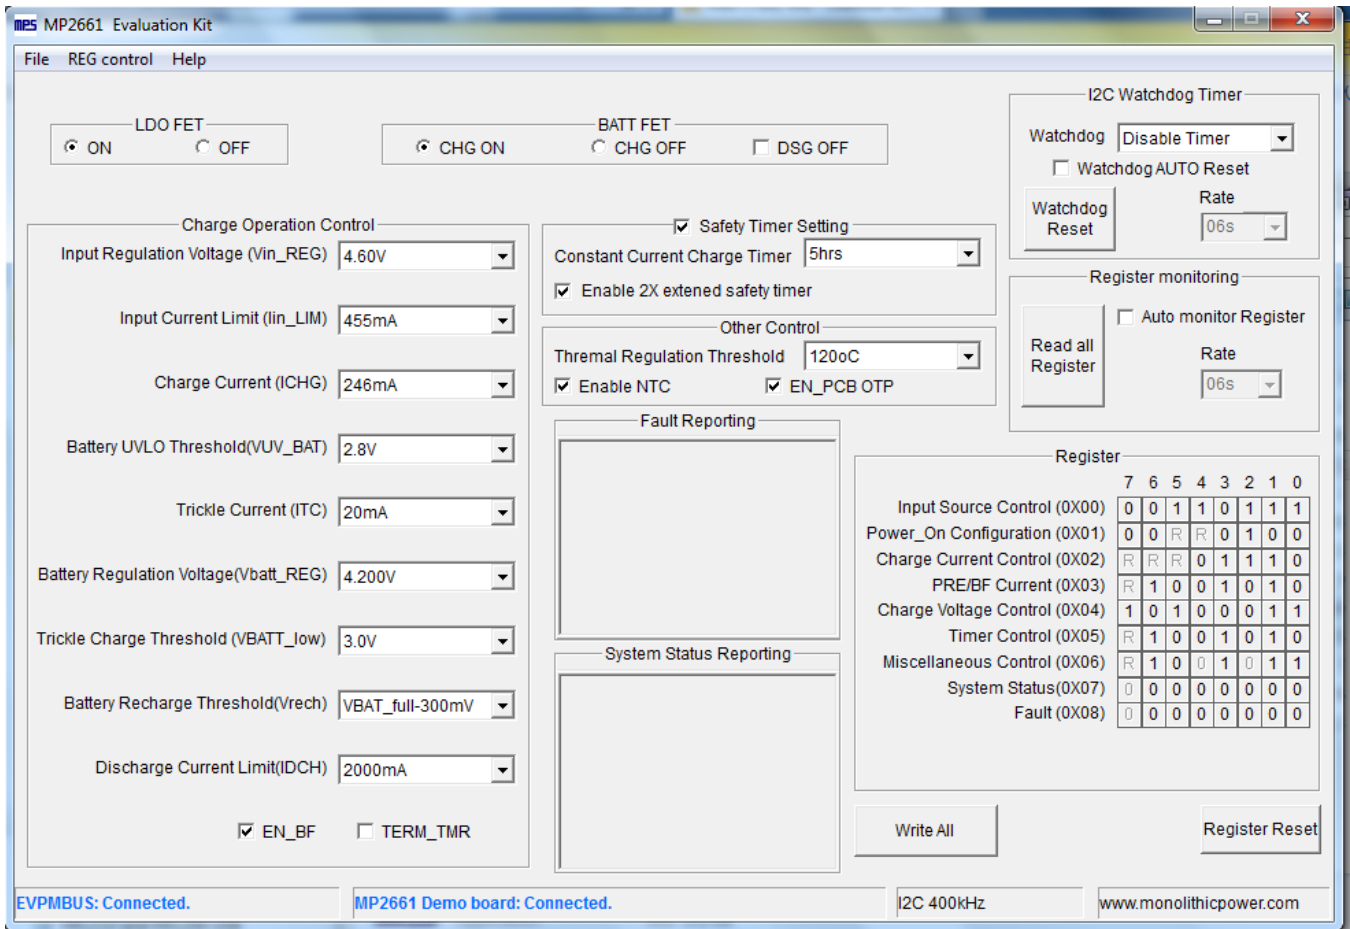 mps MP2661 Evaluation Kit
File REG control Help
LDO FET
ON OFF
BATT FET
CHG ON CHG OFF DSG OFF
I2C Watchdog Timer
Watchdog Disable Timer
Watchdog AUTO Reset
Watchdog Reset
Rate
06s
Charge Operation Control
Input Regulation Voltage (Vin_REG) 4.60V
Input Current Limit (Iin_LIM) 455mA
Charge Current (ICHG) 246mA
Battery UVLO Threshold(VUV_BAT) 2.8V
Trickle Current (ITC) 20mA
Battery Regulation Voltage(Vbatt_REG) 4.200V
Trickle Charge Threshold (VBATT_low) 3.0V
Battery Recharge Threshold(Vrech) VBAT_full-300mV
Discharge Current Limit(IDCH) 2000mA
EN_BF TERM_TMR
Safety Timer Setting
Constant Current Charge Timer 5hrs
Enable 2X extened safety timer
Other Control
Thremal Regulation Threshold 120oC
Enable NTC EN_PCB OTP
Fault Reporting
System Status Reporting
Register monitoring
Auto monitor Register
Read all
Register
Rate
06s
Register
7 6 5 4 3 2 1 0
Input Source Control (0X00) 0 0 1 1 0 1 1 1
Power_On Configuration (0X01) 0 0 R R 0 1 0 0
Charge Current Control (0X02) R R R 0 1 1 1 0
PRE/BF Current (0X03) R 1 0 0 1 0 1 0
Charge Voltage Control (0X04) 1 0 1 0 0 0 1 1
Timer Control (0X05) R 1 0 0 1 0 1 0
Miscellaneous Control (0X06) R 1 0 0 1 0 1 1
System Status(0X07) 0 0 0 0 0 0 0 0
Fault (0X08) 0 0 0 0 0 0 0 0
Write All Register Reset
EVPMBUS: Connected. MP2661 Demo board: Connected. I2C 400kHz www.monolithicpower.com